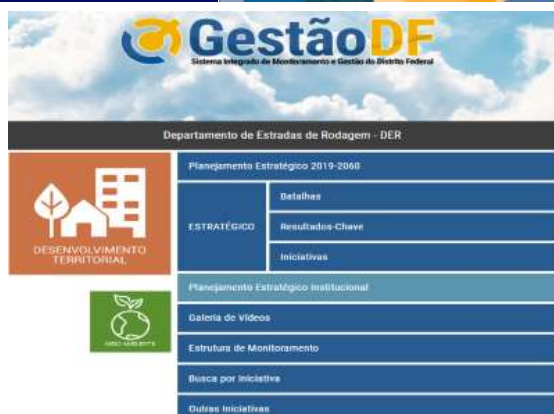 GestãoDF
Sistema Integrado de Monitoramento e Gestão do Distrito Federal
Departamento de Estradas de Rodagem - DER
DESENVOLVIMENTO
TERRITORIAL
MEIO AMBIENTE
Planejamento Estratégico 2019-2060
ESTRATÉGICO
Batalhas
Resultados-Chave
Iniciativas
Planejamento Estratégico Institucional
Galeria de Vídeos
Estrutura de Monitoramento
Busca por Iniciativa
Outras Iniciativas